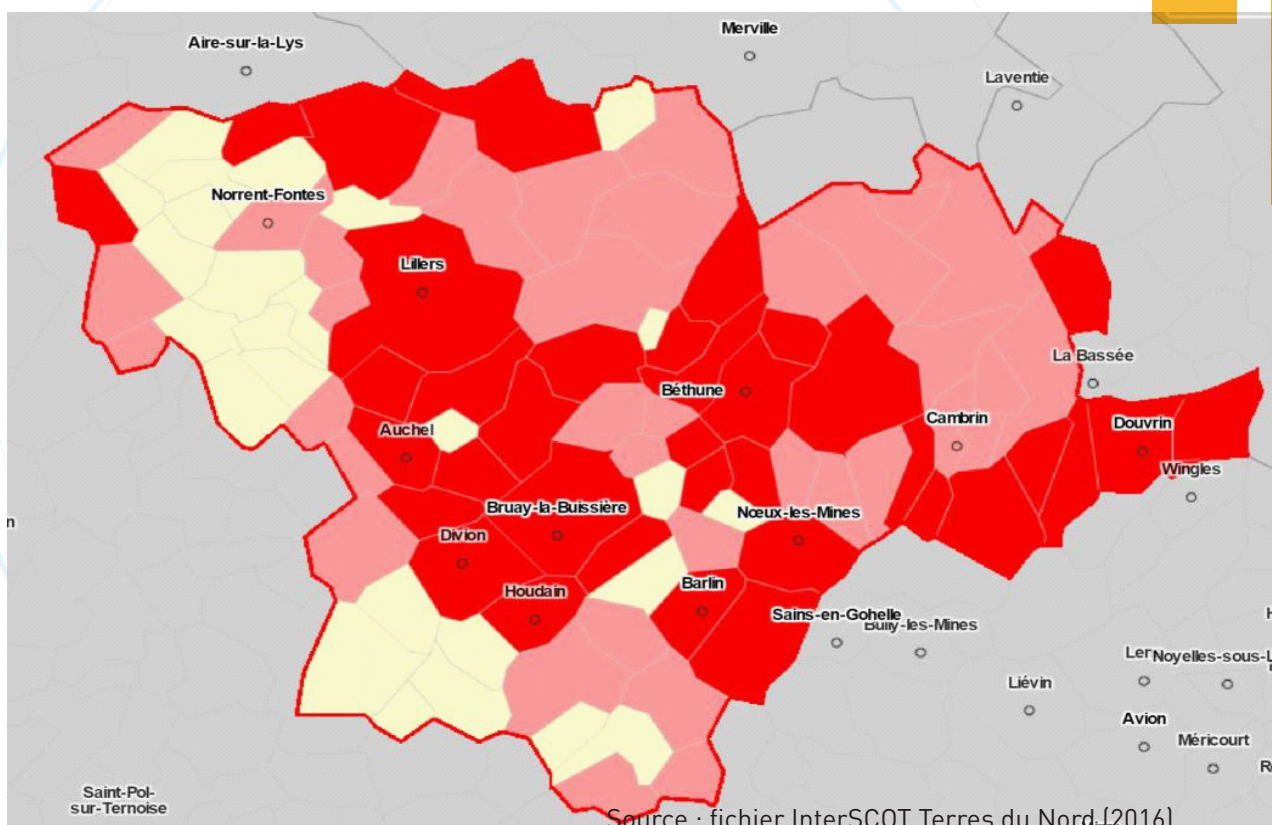 Merville
Aire-sur-la-Lys
Laventie
Norrent-Fontes
Lillers
La Bassée
Béthune
Cambrin
Douvrin
Auchel
Wingles
Bruay-la-Buissière
Nœux-les-Mines
n
Divion
Barlin
Houdain
Sains-en-Gohelle
Bully-les-Mines
Noyelles-sous-L
Liévin
Avion
Méricourt
Saint-Pol-
sur-Ternoise
Source : fichier InterSCOT Terres du Nord (2016)